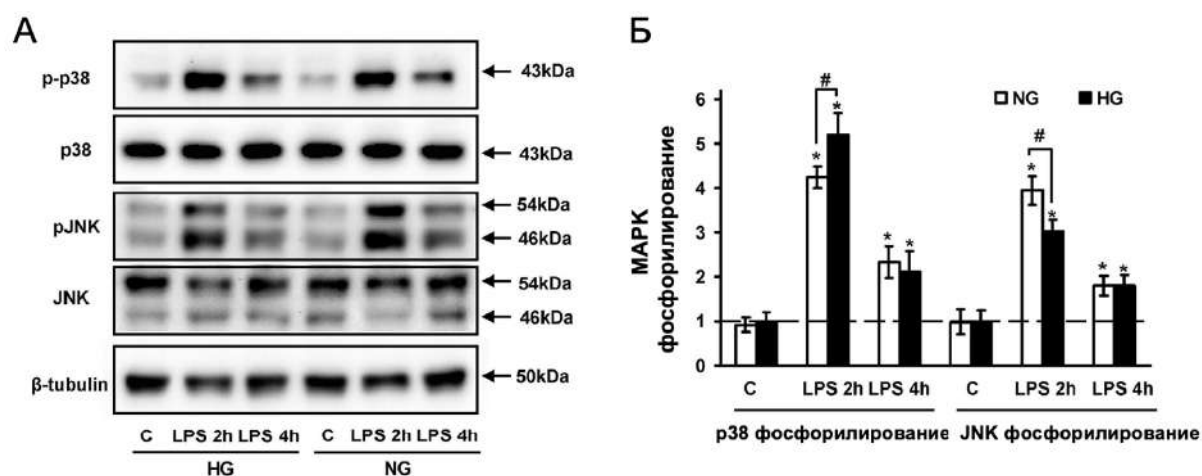 А
p-p38
43kDa
p38
43kDa
pJNK
54kDa
46kDa
JNK
54kDa
46kDa
β-tubulin
50kDa
C LPS 2h LPS 4h C LPS 2h LPS 4h
HG NG
Б
МАРК
фосфорилирование
6
5
4
3
2
1
0
NG HG
#
*
*
*
*
#
*
*
*
*
C LPS 2h LPS 4h C LPS 2h LPS 4h
p38 фосфорилирование JNK фосфорилирование